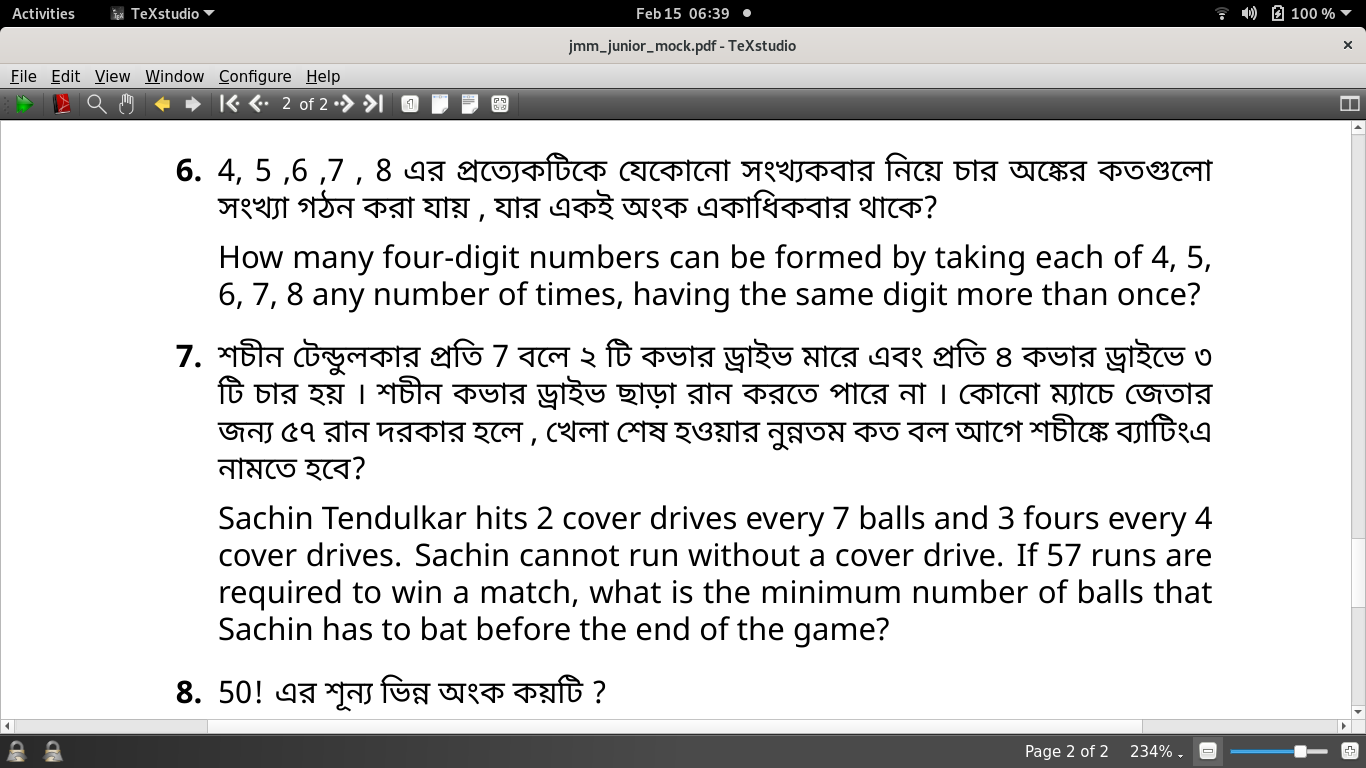 Activities TeXstudio Feb 15 06:39 100 %
jmm_junior_mock.pdf - TeXstudio
File Edit View Window Configure Help
2 of 2
6. 4, 5 ,6 ,7 , 8 এর প্রত্যেকটিকে যেকোনো সংখ্যকবার নিয়ে চার অঙ্কের কতগুলো
সংখ্যা গঠন করা যায় , যার একই অংক একাধিকবার থাকে?
How many four-digit numbers can be formed by taking each of 4, 5,
6, 7, 8 any number of times, having the same digit more than once?
7. শচীন টেন্ডুলকার প্রতি 7 বলে ২ টি কভার ড্রাইভ মারে এবং প্রতি ৪ কভার ড্রাইভে ৩
টি চার হয় । শচীন কভার ড্রাইভ ছাড়া রান করতে পারে না । কোনো ম্যাচে জেতার
জন্য ৫৭ রান দরকার হলে , খেলা শেষ হওয়ার নুন্নতম কত বল আগে শচীঙ্কে ব্যাটিংএ
নামতে হবে?
Sachin Tendulkar hits 2 cover drives every 7 balls and 3 fours every 4
cover drives. Sachin cannot run without a cover drive. If 57 runs are
required to win a match, what is the minimum number of balls that
Sachin has to bat before the end of the game?
8. 50! এর শূন্য ভিন্ন অংক কয়টি ?
Page 2 of 2 234%